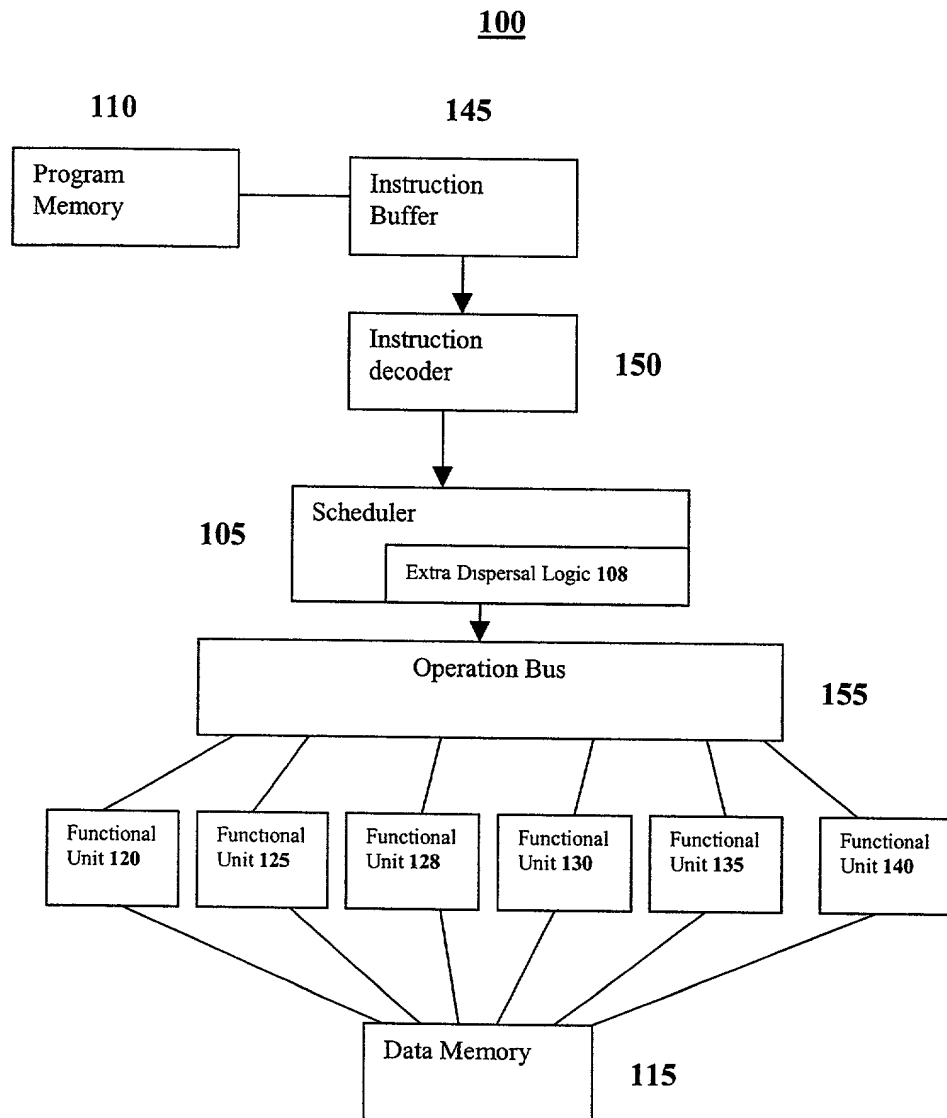 100
110
145
Program
Memory
Instruction
Buffer
Instruction
decoder
150
Scheduler
105
Extra Dispersal Logic 108
Operation Bus
155
Functional
Unit 120
Functional
Unit 125
Functional
Unit 128
Functional
Unit 130
Functional
Unit 135
Functional
Unit 140
Data Memory
115